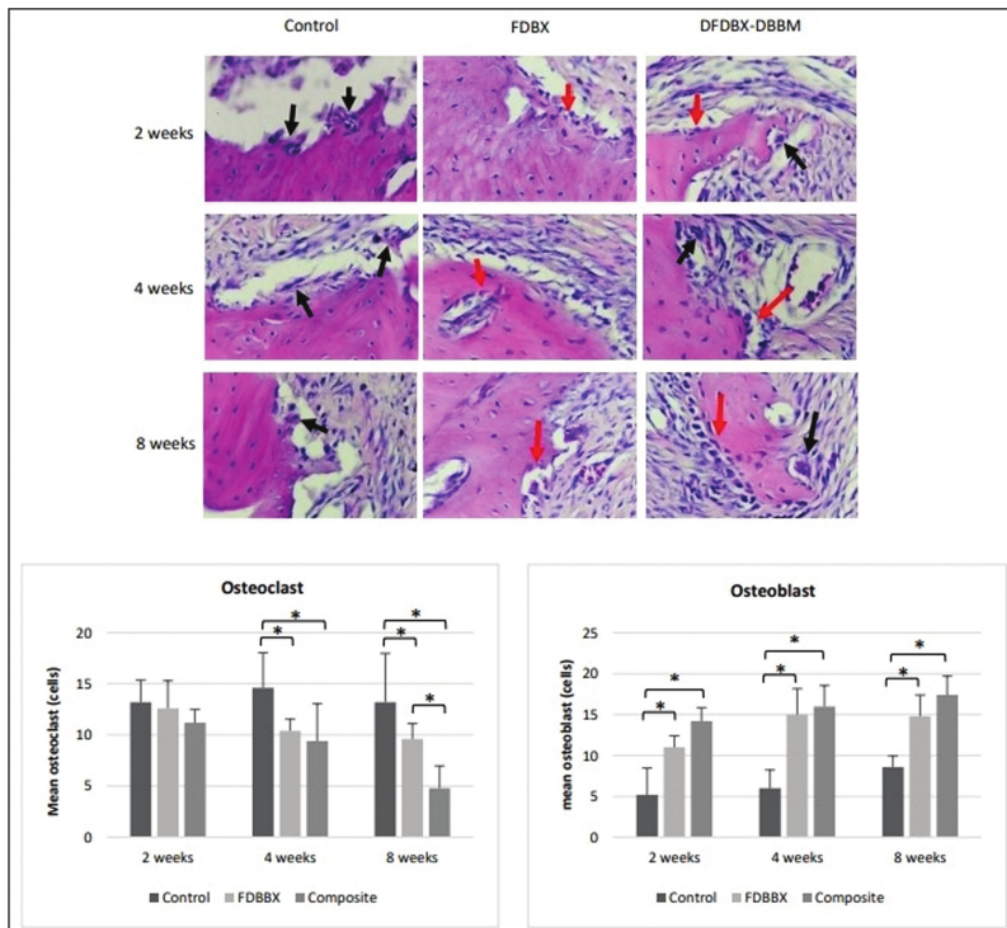 Control FDBX DFDBX-DBBM
2 weeks
4 weeks
8 weeks
Osteoclast
Mean osteoclast (cells)
20
15
10
5
0
* * * * *
2 weeks 4 weeks 8 weeks
Control FDBBX Composite
Osteoblast
mean osteoblast (cells)
25
20
15
10
5
0
* * * * * *
2 weeks 4 weeks 8 weeks
Control FDBBX Composite